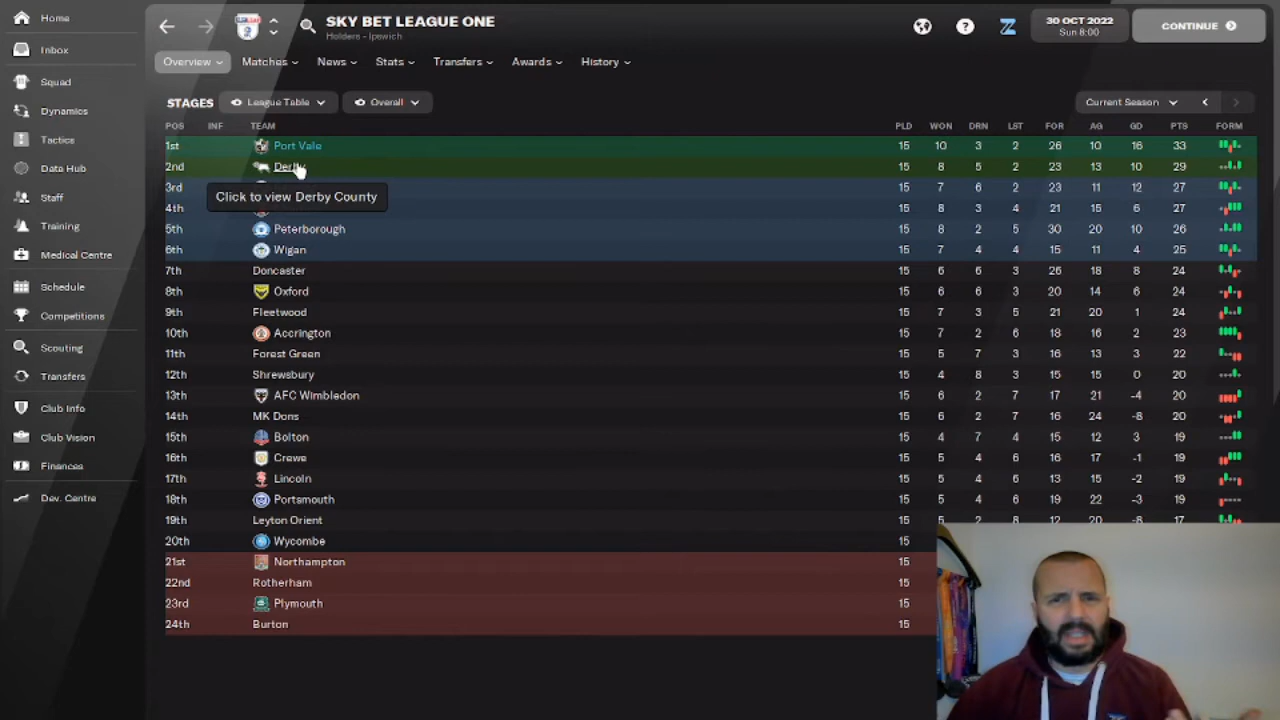 Home
SKY BET LEAGUE ONE
Holders - Ipswich
30 OCT 2022
Sun 8:00
CONTINUE
Inbox
Squad
Dynamics
Tactics
Data Hub
Staff
Training
Medical Centre
Schedule
Competitions
Scouting
Transfers
Club Info
Club Vision
Finances
Dev. Centre
Overview Matches News Stats Transfers Awards History
STAGES League Table Overall Current Season
POS INF TEAM PLD WON DRN LST FOR AG GD PTS FORM
1st Port Vale 15 10 3 2 26 10 16 33
2nd Derby 15 8 5 2 23 13 10 29
3rd 15 7 6 2 23 11 12 27
Click to view Derby County
4th 15 8 3 4 21 15 6 27
5th Peterborough 15 8 2 5 30 20 10 26
6th Wigan 15 7 4 4 15 11 4 25
7th Doncaster 15 6 6 3 26 18 8 24
8th Oxford 15 6 6 3 20 14 6 24
9th Fleetwood 15 7 3 5 21 20 1 24
10th Accrington 15 7 2 6 18 16 2 23
11th Forest Green 15 5 7 3 16 13 3 22
12th Shrewsbury 15 4 8 3 15 15 0 20
13th AFC Wimbledon 15 6 2 7 17 21 -4 20
14th MK Dons 15 6 2 7 16 24 -8 20
15th Bolton 15 4 7 4 15 12 3 19
16th Crewe 15 5 4 6 16 17 -1 19
17th Lincoln 15 5 4 6 13 15 -2 19
18th Portsmouth 15 5 4 6 19 22 -3 19
19th Leyton Orient 15 5 2 8 12 20 -8 17
20th Wycombe 15
21st Northampton 15
22nd Rotherham 15
23rd Plymouth 15
24th Burton 15